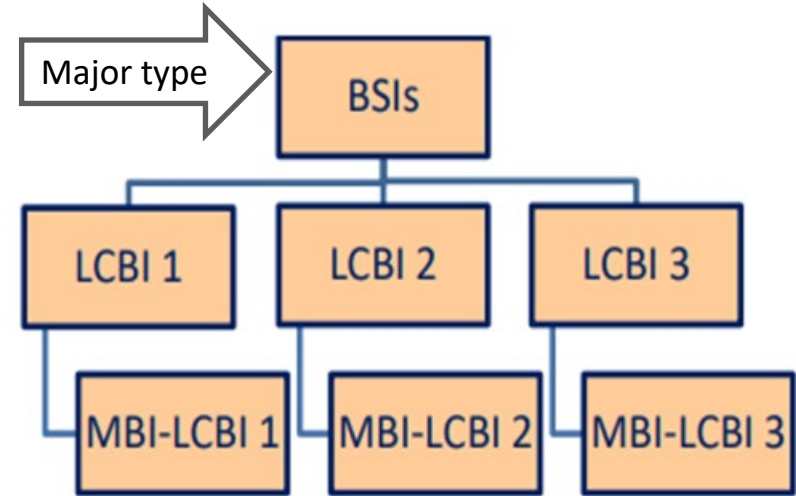 Major type
BSIs
LCBI 1
LCBI 2
LCBI 3
MBI-LCBI 1
MBI-LCBI 2
MBI-LCBI 3